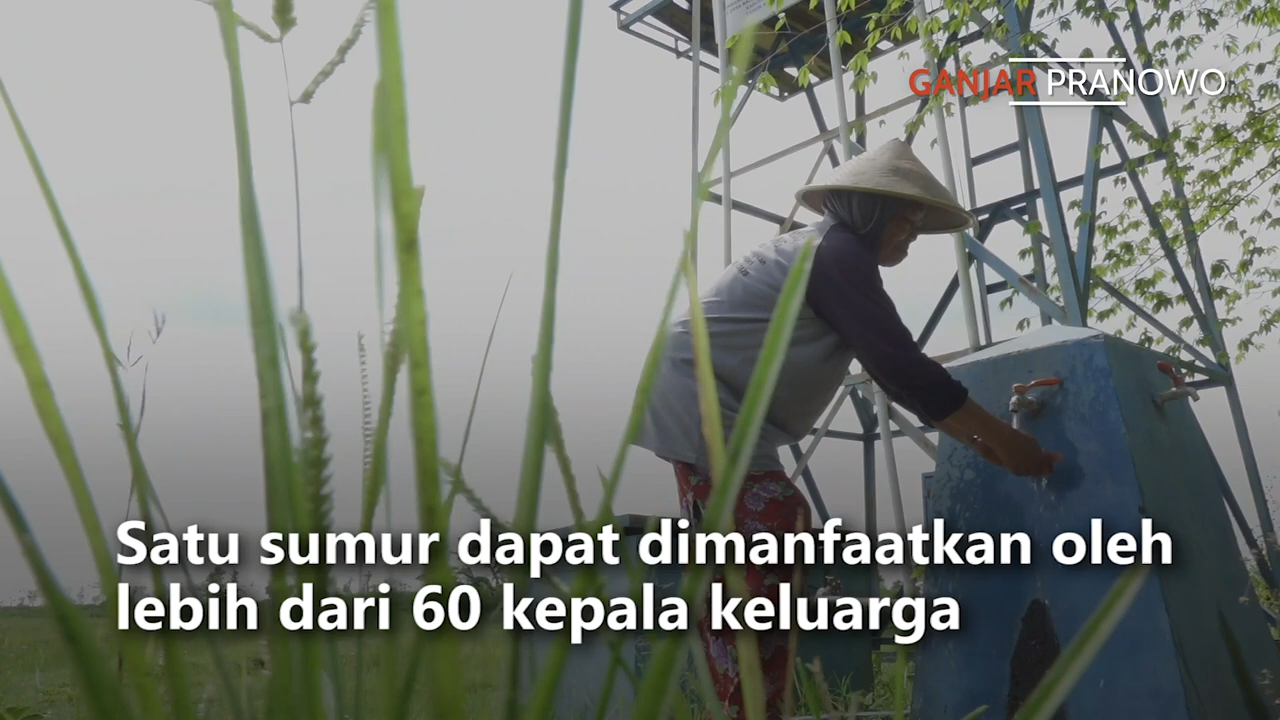 GANJAR PRANOWO
Satu sumur dapat dimanfaatkan oleh
lebih dari 60 kepala keluarga